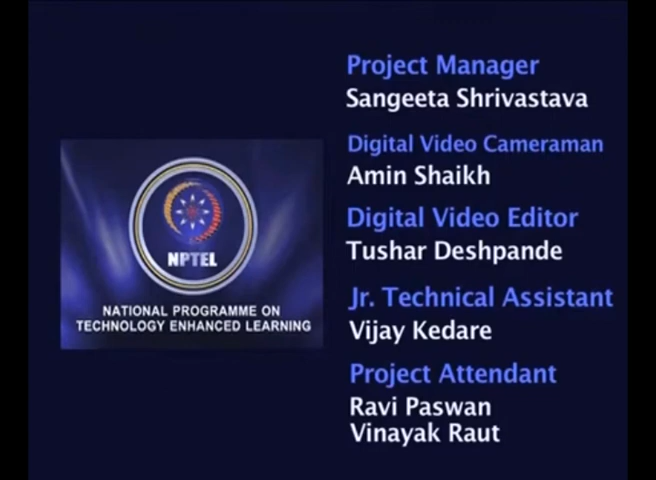 Project Manager
Sangeeta Shrivastava
Digital Video Cameraman
Amin Shaikh
Digital Video Editor
Tushar Deshpande
Jr. Technical Assistant
Vijay Kedare
Project Attendant
Ravi Paswan
Vinayak Raut
NPTEL
NATIONAL PROGRAMME ON
TECHNOLOGY ENHANCED LEARNING